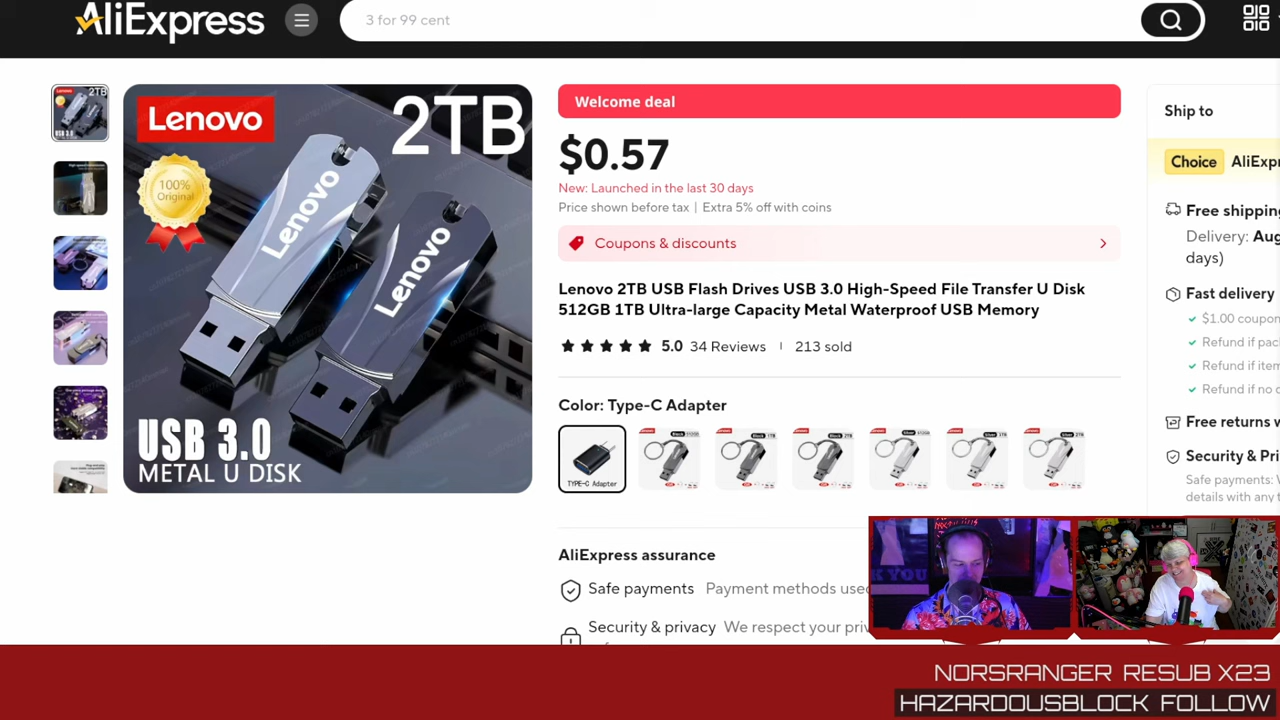 AliExpress
3 for 99 cent
Lenovo
2TB
100%
Original
Lenovo
Lenovo
USB 3.0
METAL U DISK
Welcome deal
$0.57
New: Launched in the last 30 days
Price shown before tax | Extra 5% off with coins
Coupons & discounts
Lenovo 2TB USB Flash Drives USB 3.0 High-Speed File Transfer U Disk
512GB 1TB Ultra-large Capacity Metal Waterproof USB Memory
5.0 34 Reviews | 213 sold
Color: Type-C Adapter
TYPE-C Adapter
AliExpress assurance
Safe payments Payment methods used
Security & privacy We respect your priv
Ship to
Choice AliExpr
Free shipping
Delivery: Aug
days)
Fast delivery
$1.00 coupon
Refund if pac
Refund if item
Refund if no d
Free returns w
Security & Pri
Safe payments: W
details with any t
NORSRANGER RESUB X23
HAZARDOUSBLOCK FOLLOW